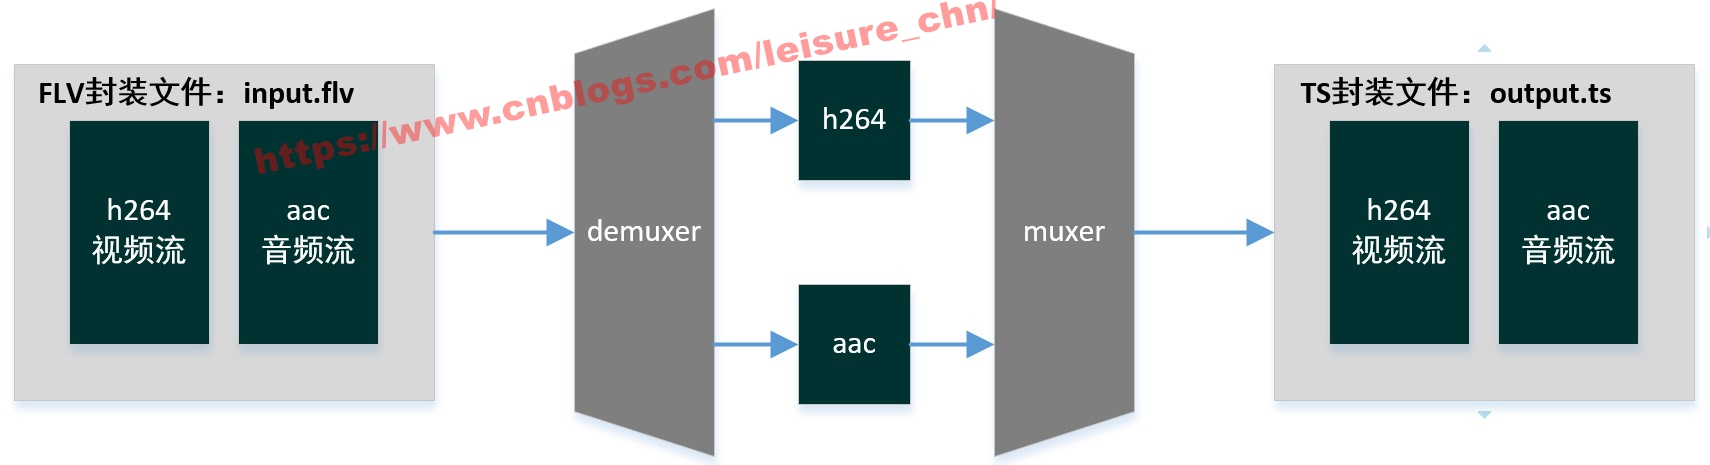 FLV封装文件：input.flv
h264
视频流
aac
音频流
demuxer
h264
aac
muxer
TS封装文件：output.ts
h264
视频流
aac
音频流
https://www.cnblogs.com/leisure_chn/